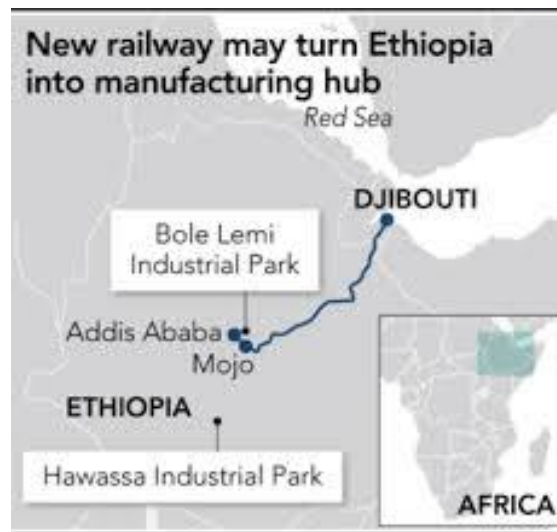 New railway may turn Ethiopia
into manufacturing hub
Red Sea
DJIBOUTI
Bole Lemi
Industrial Park
Addis Ababa
Mojo
ETHIOPIA
Hawassa Industrial Park
AFRICA